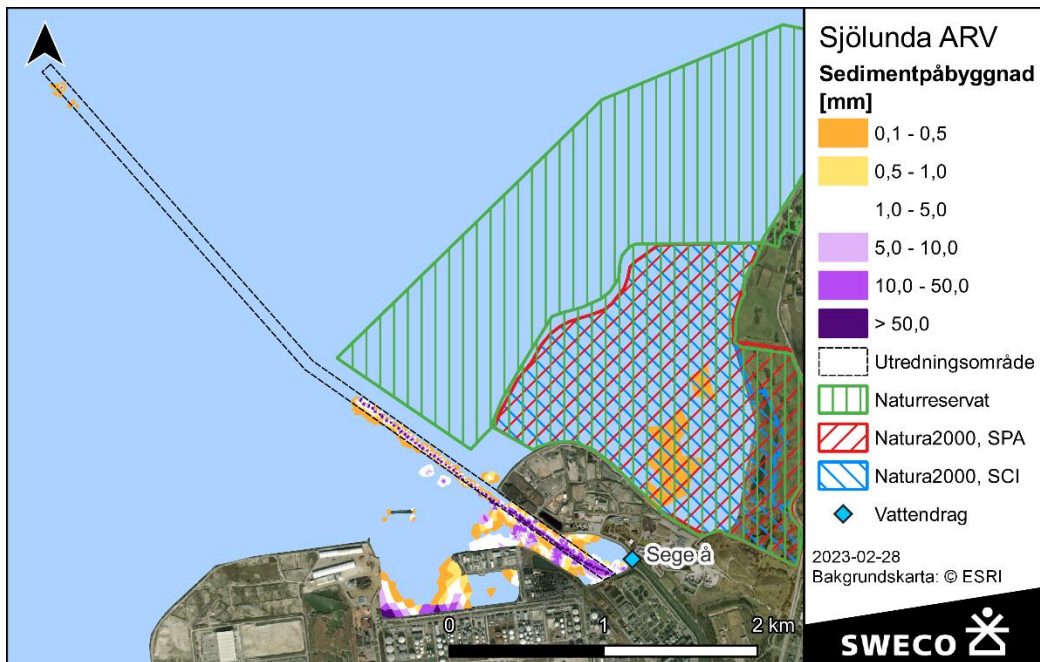 Sjölunda ARV
Sedimentpåbyggnad
[mm]
0,1 - 0,5
0,5 - 1,0
1,0 - 5,0
5,0 - 10,0
10,0 - 50,0
> 50,0
Utredningsområde
Naturreservat
Natura2000, SPA
Natura2000, SCI
Vattendrag
2023-02-28
Bakgrundskarta: © ESRI
SWECO
Sege å
0 1 2 km